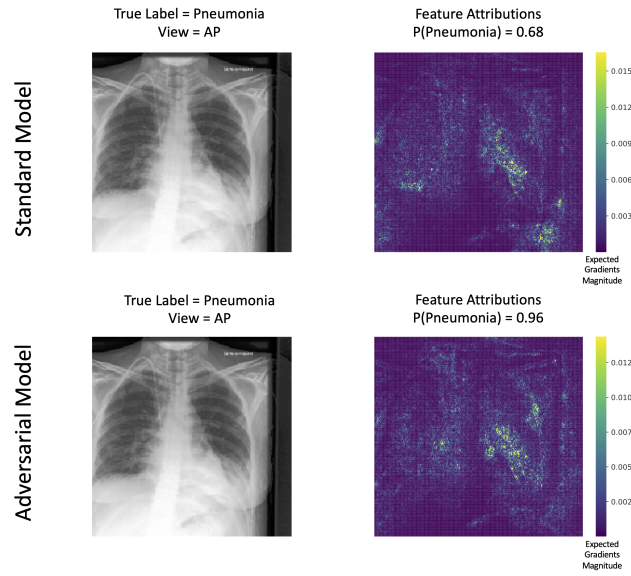 True Label = Pneumonia
View = AP
Feature Attributions
P(Pneumonia) = 0.68
Standard Model
0.015
0.012
0.009
0.006
0.003
Expected
Gradients
Magnitude
True Label = Pneumonia
View = AP
Feature Attributions
P(Pneumonia) = 0.96
Adversarial Model
0.012
0.010
0.007
0.005
0.002
Expected
Gradients
Magnitude